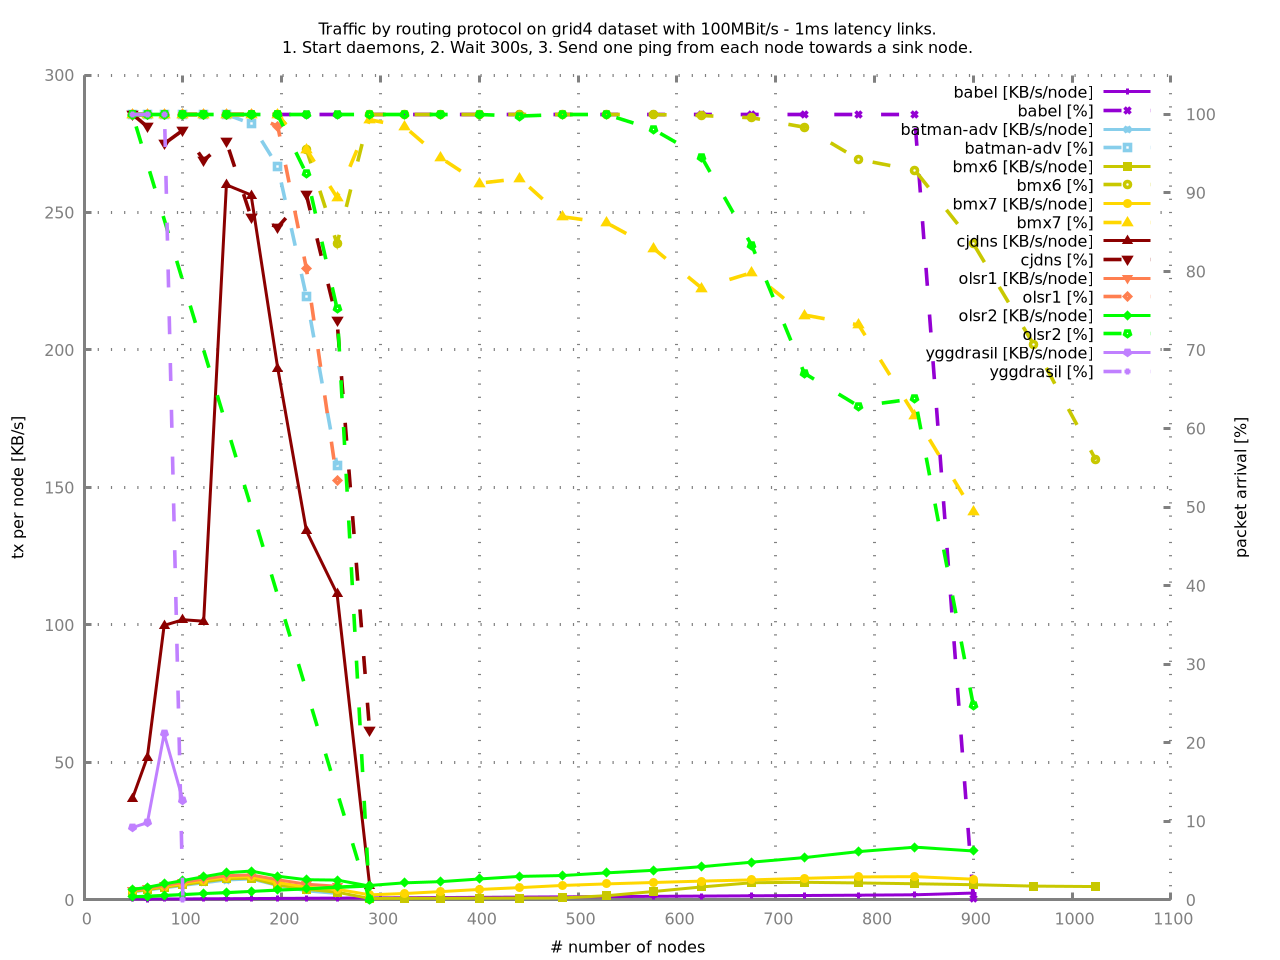 Traffic by routing protocol on grid4 dataset with 100MBit/s - 1ms latency links.
1. Start daemons, 2. Wait 300s, 3. Send one ping from each node towards a sink node.
300
250
200
150
100
50
0
tx per node [KB/s]
babel [KB/s/node]
babel [%]
batman-adv [KB/s/node]
batman-adv [%]
bmx6 [KB/s/node]
bmx6 [%]
bmx7 [KB/s/node]
bmx7 [%]
cjdns [KB/s/node]
cjdns [%]
olsr1 [KB/s/node]
olsr1 [%]
olsr2 [KB/s/node]
olsr2 [%]
yggdrasil [KB/s/node]
yggdrasil [%]
100
90
80
70
60
50
40
30
20
10
0
packet arrival [%]
0 100 200 300 400 500 600 700 800 900 1000 1100
# number of nodes